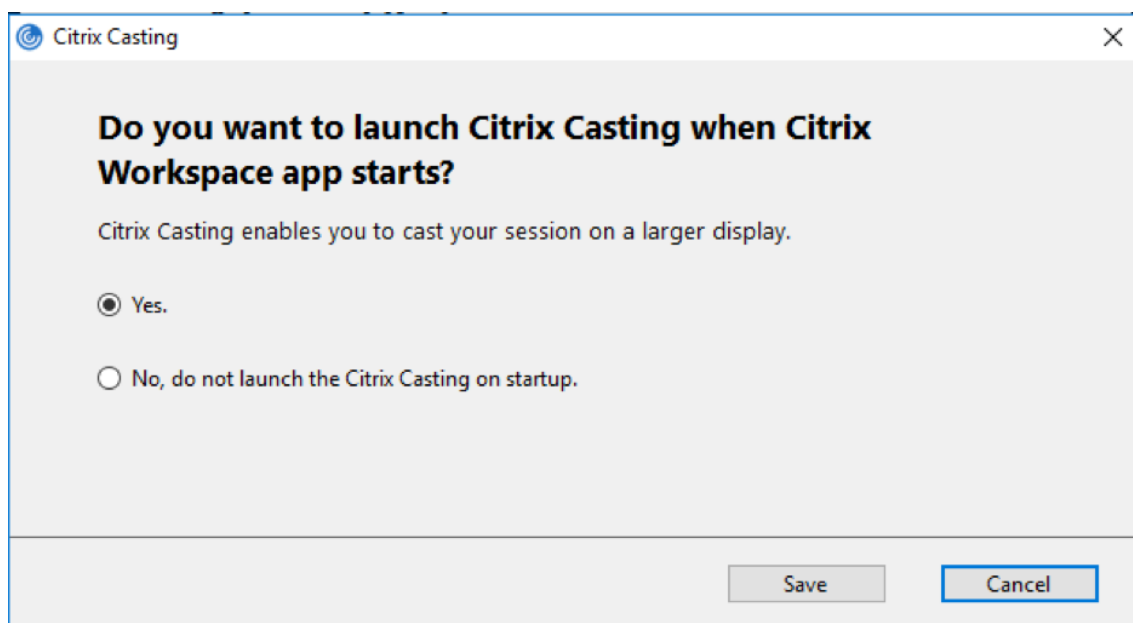 Citrix Casting
Do you want to launch Citrix Casting when Citrix
Workspace app starts?
Citrix Casting enables you to cast your session on a larger display.
Yes.
No, do not launch the Citrix Casting on startup.
Save
Cancel